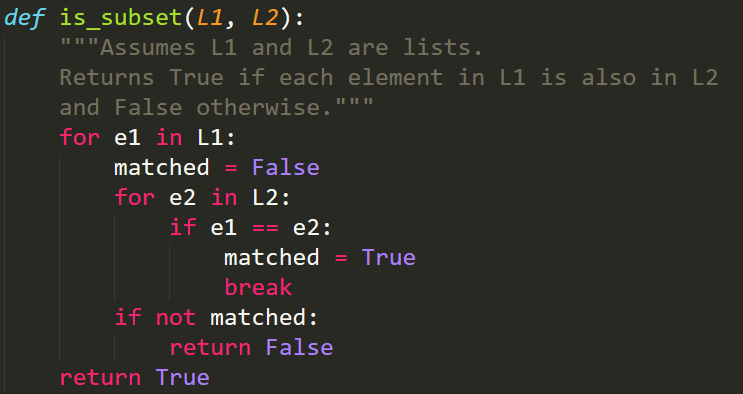 def is_subset(L1, L2):
    """Assumes L1 and L2 are lists.
    Returns True if each element in L1 is also in L2
    and False otherwise."""
    for e1 in L1:
        matched = False
        for e2 in L2:
            if e1 == e2:
                matched = True
                break
        if not matched:
            return False
    return True